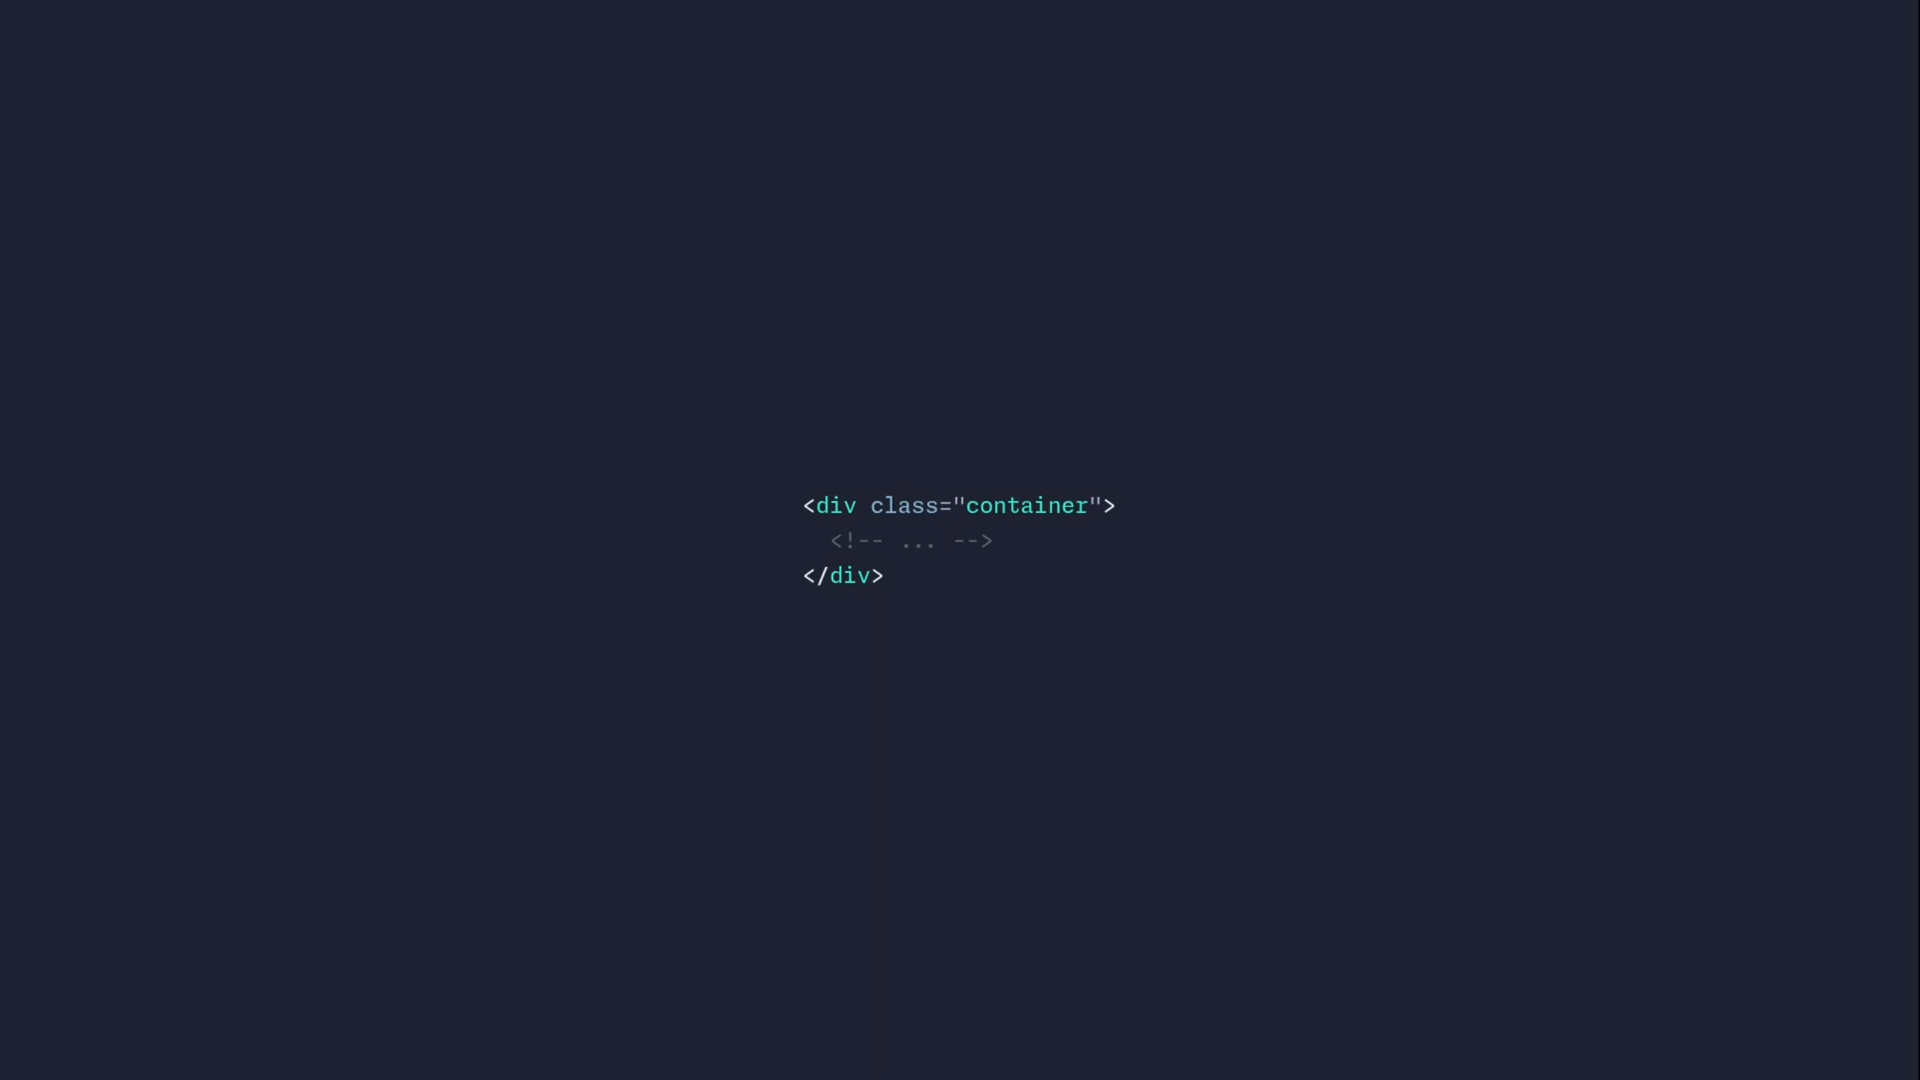 <div class="container">
  <!-- ... -->
</div>